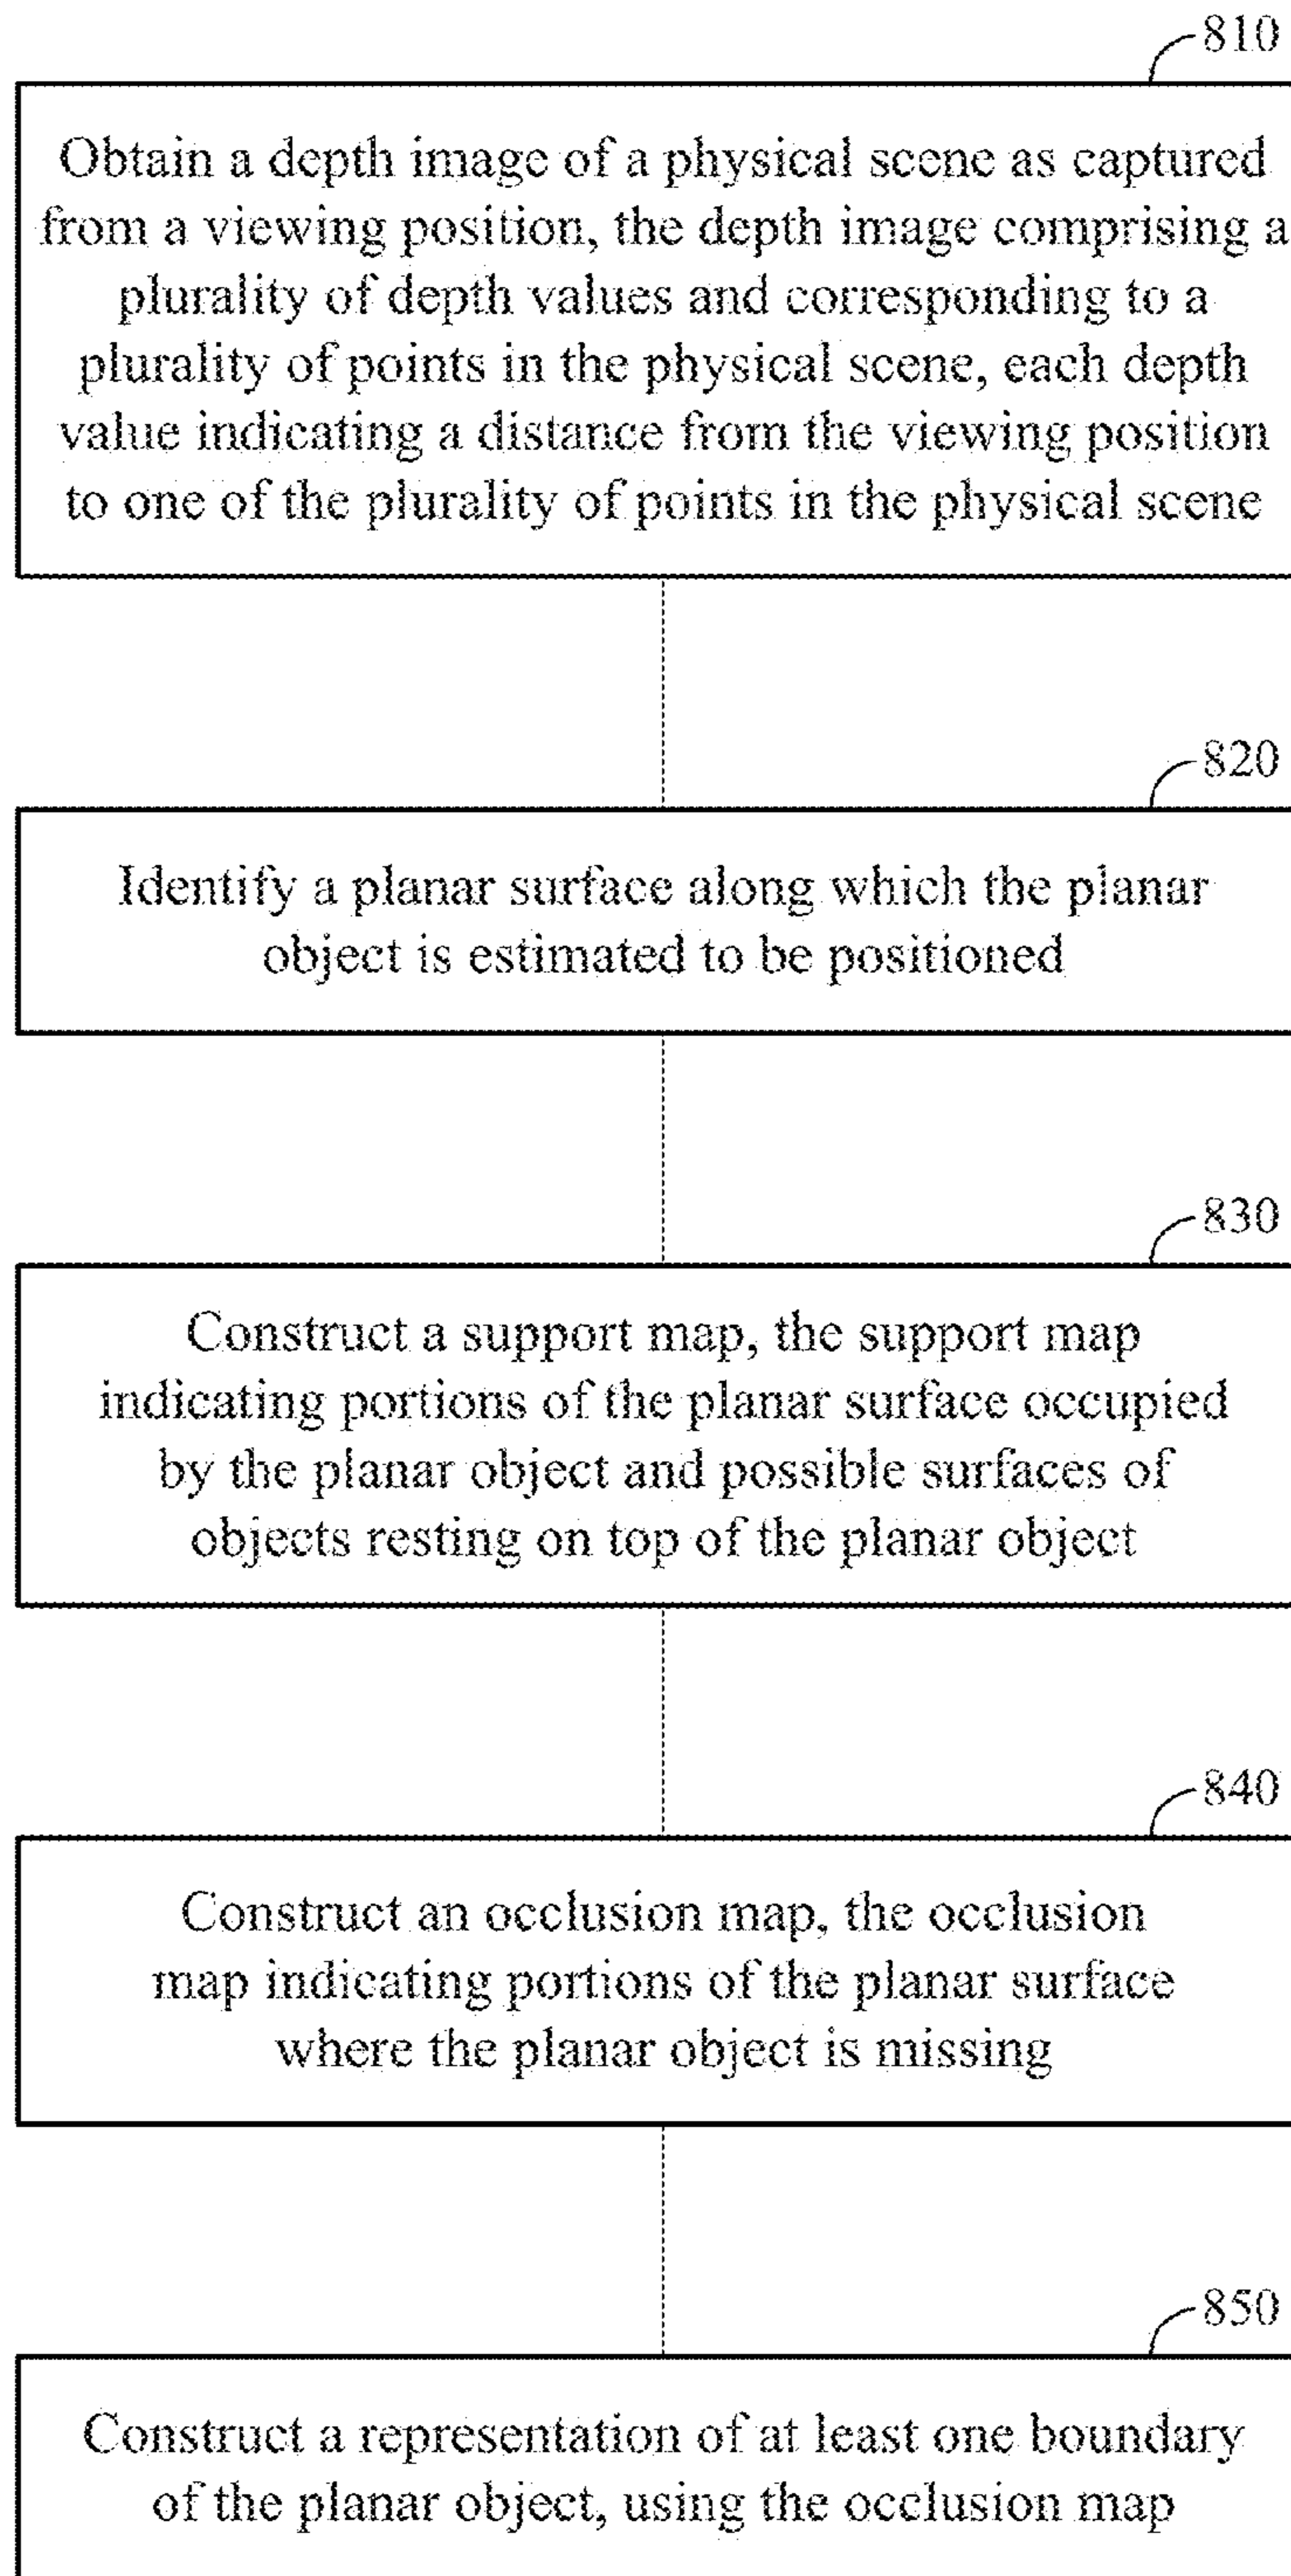 810
Obtain a depth image of a physical scene as captured
from a viewing position, the depth image comprising a
plurality of depth values and corresponding to a
plurality of points in the physical scene, each depth
value indicating a distance from the viewing position
to one of the plurality of points in the physical scene
820
Identify a planar surface along which the planar
object is estimated to be positioned
830
Construct a support map, the support map
indicating portions of the planar surface occupied
by the planar object and possible surfaces of
objects resting on top of the planar object
840
Construct an occlusion map, the occlusion
map indicating portions of the planar surface
where the planar object is missing
850
Construct a representation of at least one boundary
of the planar object, using the occlusion map